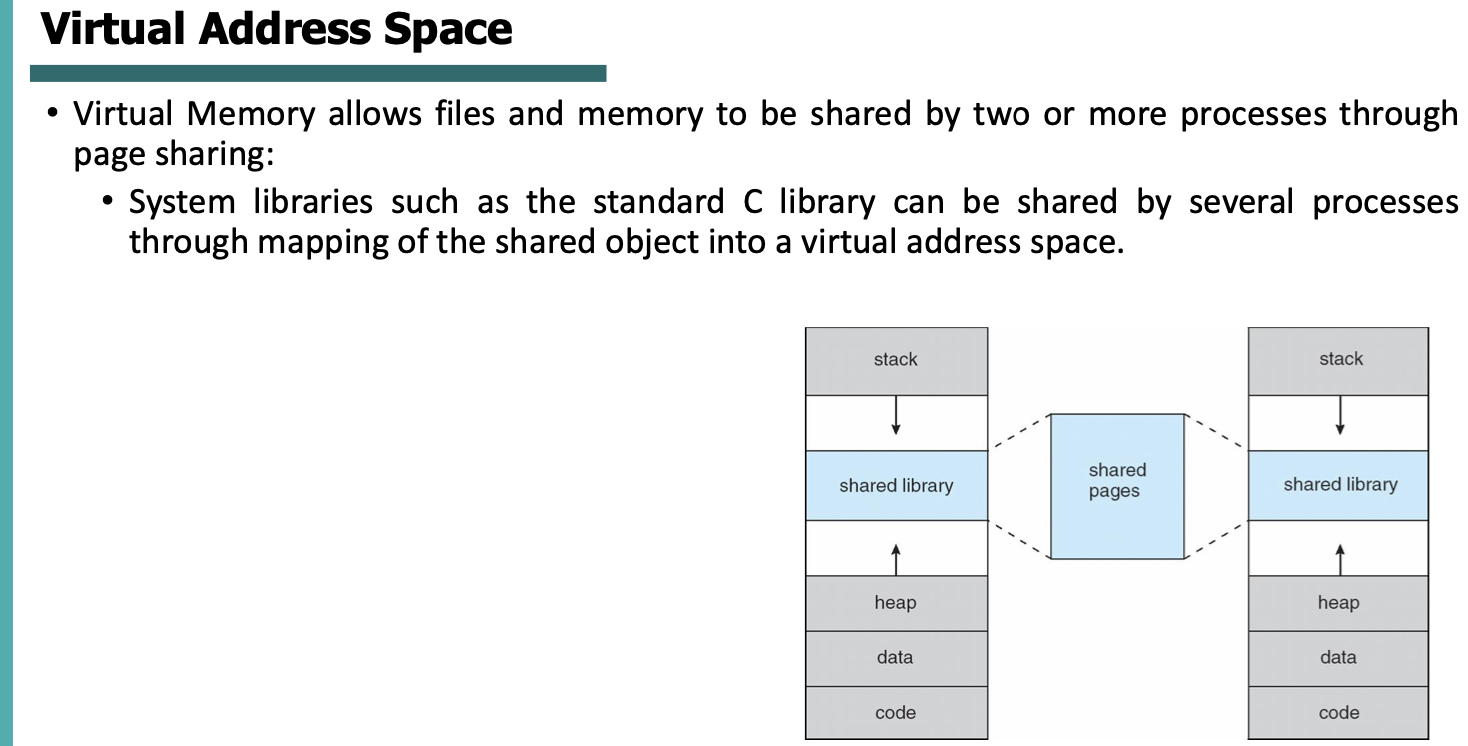 Virtual Address Space
• Virtual Memory allows files and memory to be shared by two or more processes through
page sharing:
• System libraries such as the standard C library can be shared by several processes
through mapping of the shared object into a virtual address space.
stack
shared library
heap
data
code
shared
pages
stack
shared library
heap
data
code